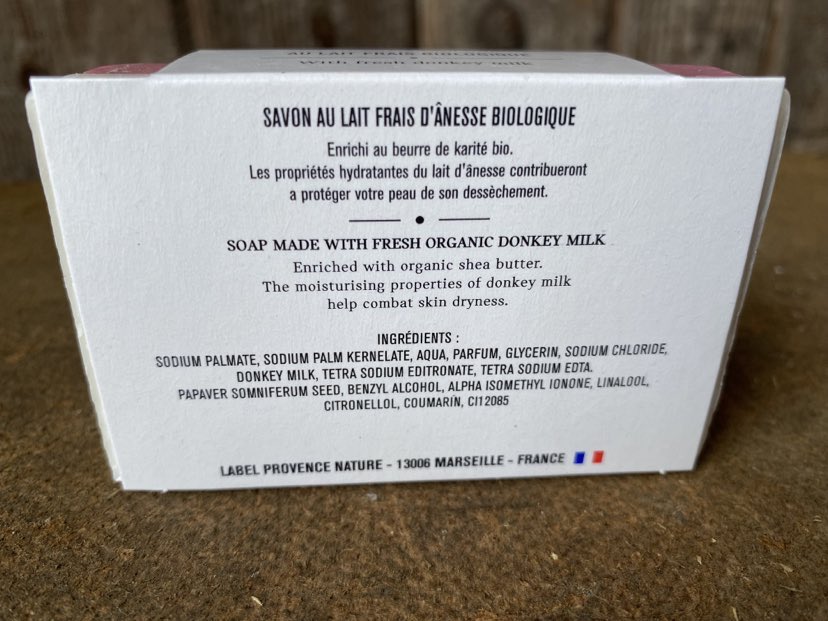 AU LAIT FRAIS BIOLOGIQUE
With fresh donkey milk
SAVON AU LAIT FRAIS D'ÂNESSE BIOLOGIQUE
Enrichi au beurre de karité bio.
Les propriétés hydratantes du lait d'ânesse contribueront
a protéger votre peau de son dessèchement.
SOAP MADE WITH FRESH ORGANIC DONKEY MILK
Enriched with organic shea butter.
The moisturising properties of donkey milk
help combat skin dryness.
INGRÉDIENTS :
SODIUM PALMATE, SODIUM PALM KERNELATE, AQUA, PARFUM, GLYCERIN, SODIUM CHLORIDE,
DONKEY MILK, TETRA SODIUM EDITRONATE, TETRA SODIUM EDTA.
PAPAVER SOMNIFERUM SEED, BENZYL ALCOHOL, ALPHA ISOMETHYL IONONE, LINALOOL,
CITRONELLOL, COUMARÍN, CI12085
LABEL PROVENCE NATURE - 13006 MARSEILLE - FRANCE